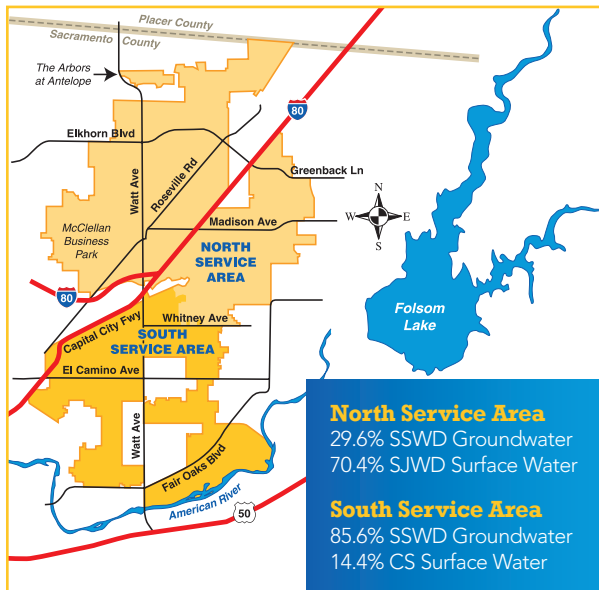 Placer County
Sacramento County
The Arbors
at Antelope
80
Elkhorn Blvd
Watt Ave
Roseville Rd
Greenback Ln
N
W E
S
Madison Ave
McClellan
Business
Park
NORTH
SERVICE
AREA
80
Capital City Fwy
Whitney Ave
SOUTH
SERVICE AREA
El Camino Ave
Watt Ave
Fair Oaks Blvd
American River
50
Folsom
Lake
North Service Area
29.6% SSWD Groundwater
70.4% SJWD Surface Water
South Service Area
85.6% SSWD Groundwater
14.4% CS Surface Water